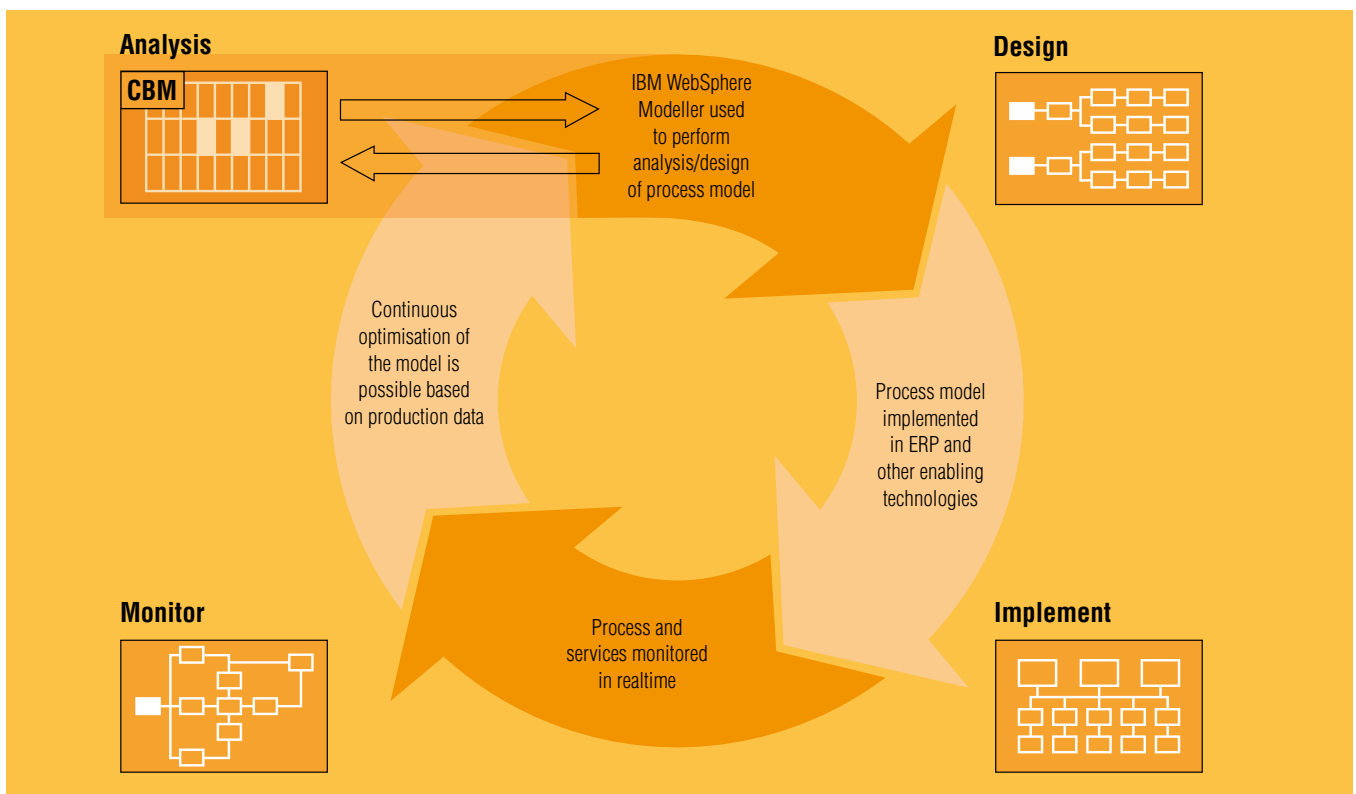 Analysis
CBM
IBM WebSphere
Modeller used
to perform
analysis/design
of process model
Design
Continuous
optimisation of
the model is
possible based
on production data
Process model
implemented
in ERP and
other enabling
technologies
Monitor
Process and
services monitored
in realtime
Implement